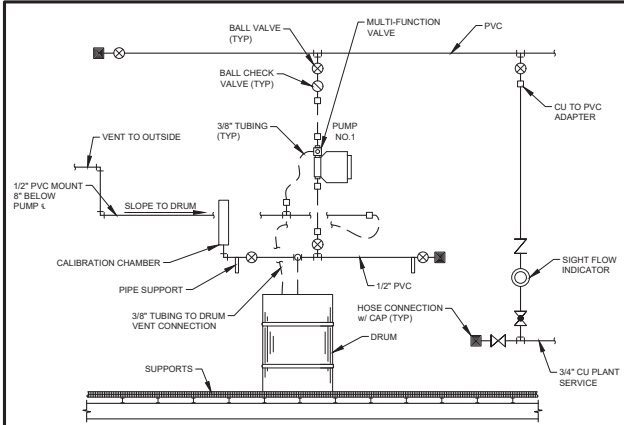 BALL VALVE
(TYP)
MULTI-FUNCTION
VALVE
PVC
BALL CHECK
VALVE (TYP)
CU TO PVC
ADAPTER
3/8" TUBING
(TYP)
PUMP
NO.1
VENT TO OUTSIDE
1/2" PVC MOUNT
8" BELOW
PUMP ℄
SLOPE TO DRUM
CALIBRATION CHAMBER
SIGHT FLOW
INDICATOR
PIPE SUPPORT
1/2" PVC
3/8" TUBING TO DRUM
VENT CONNECTION
HOSE CONNECTION
w/ CAP (TYP)
DRUM
SUPPORTS
3/4" CU PLANT
SERVICE